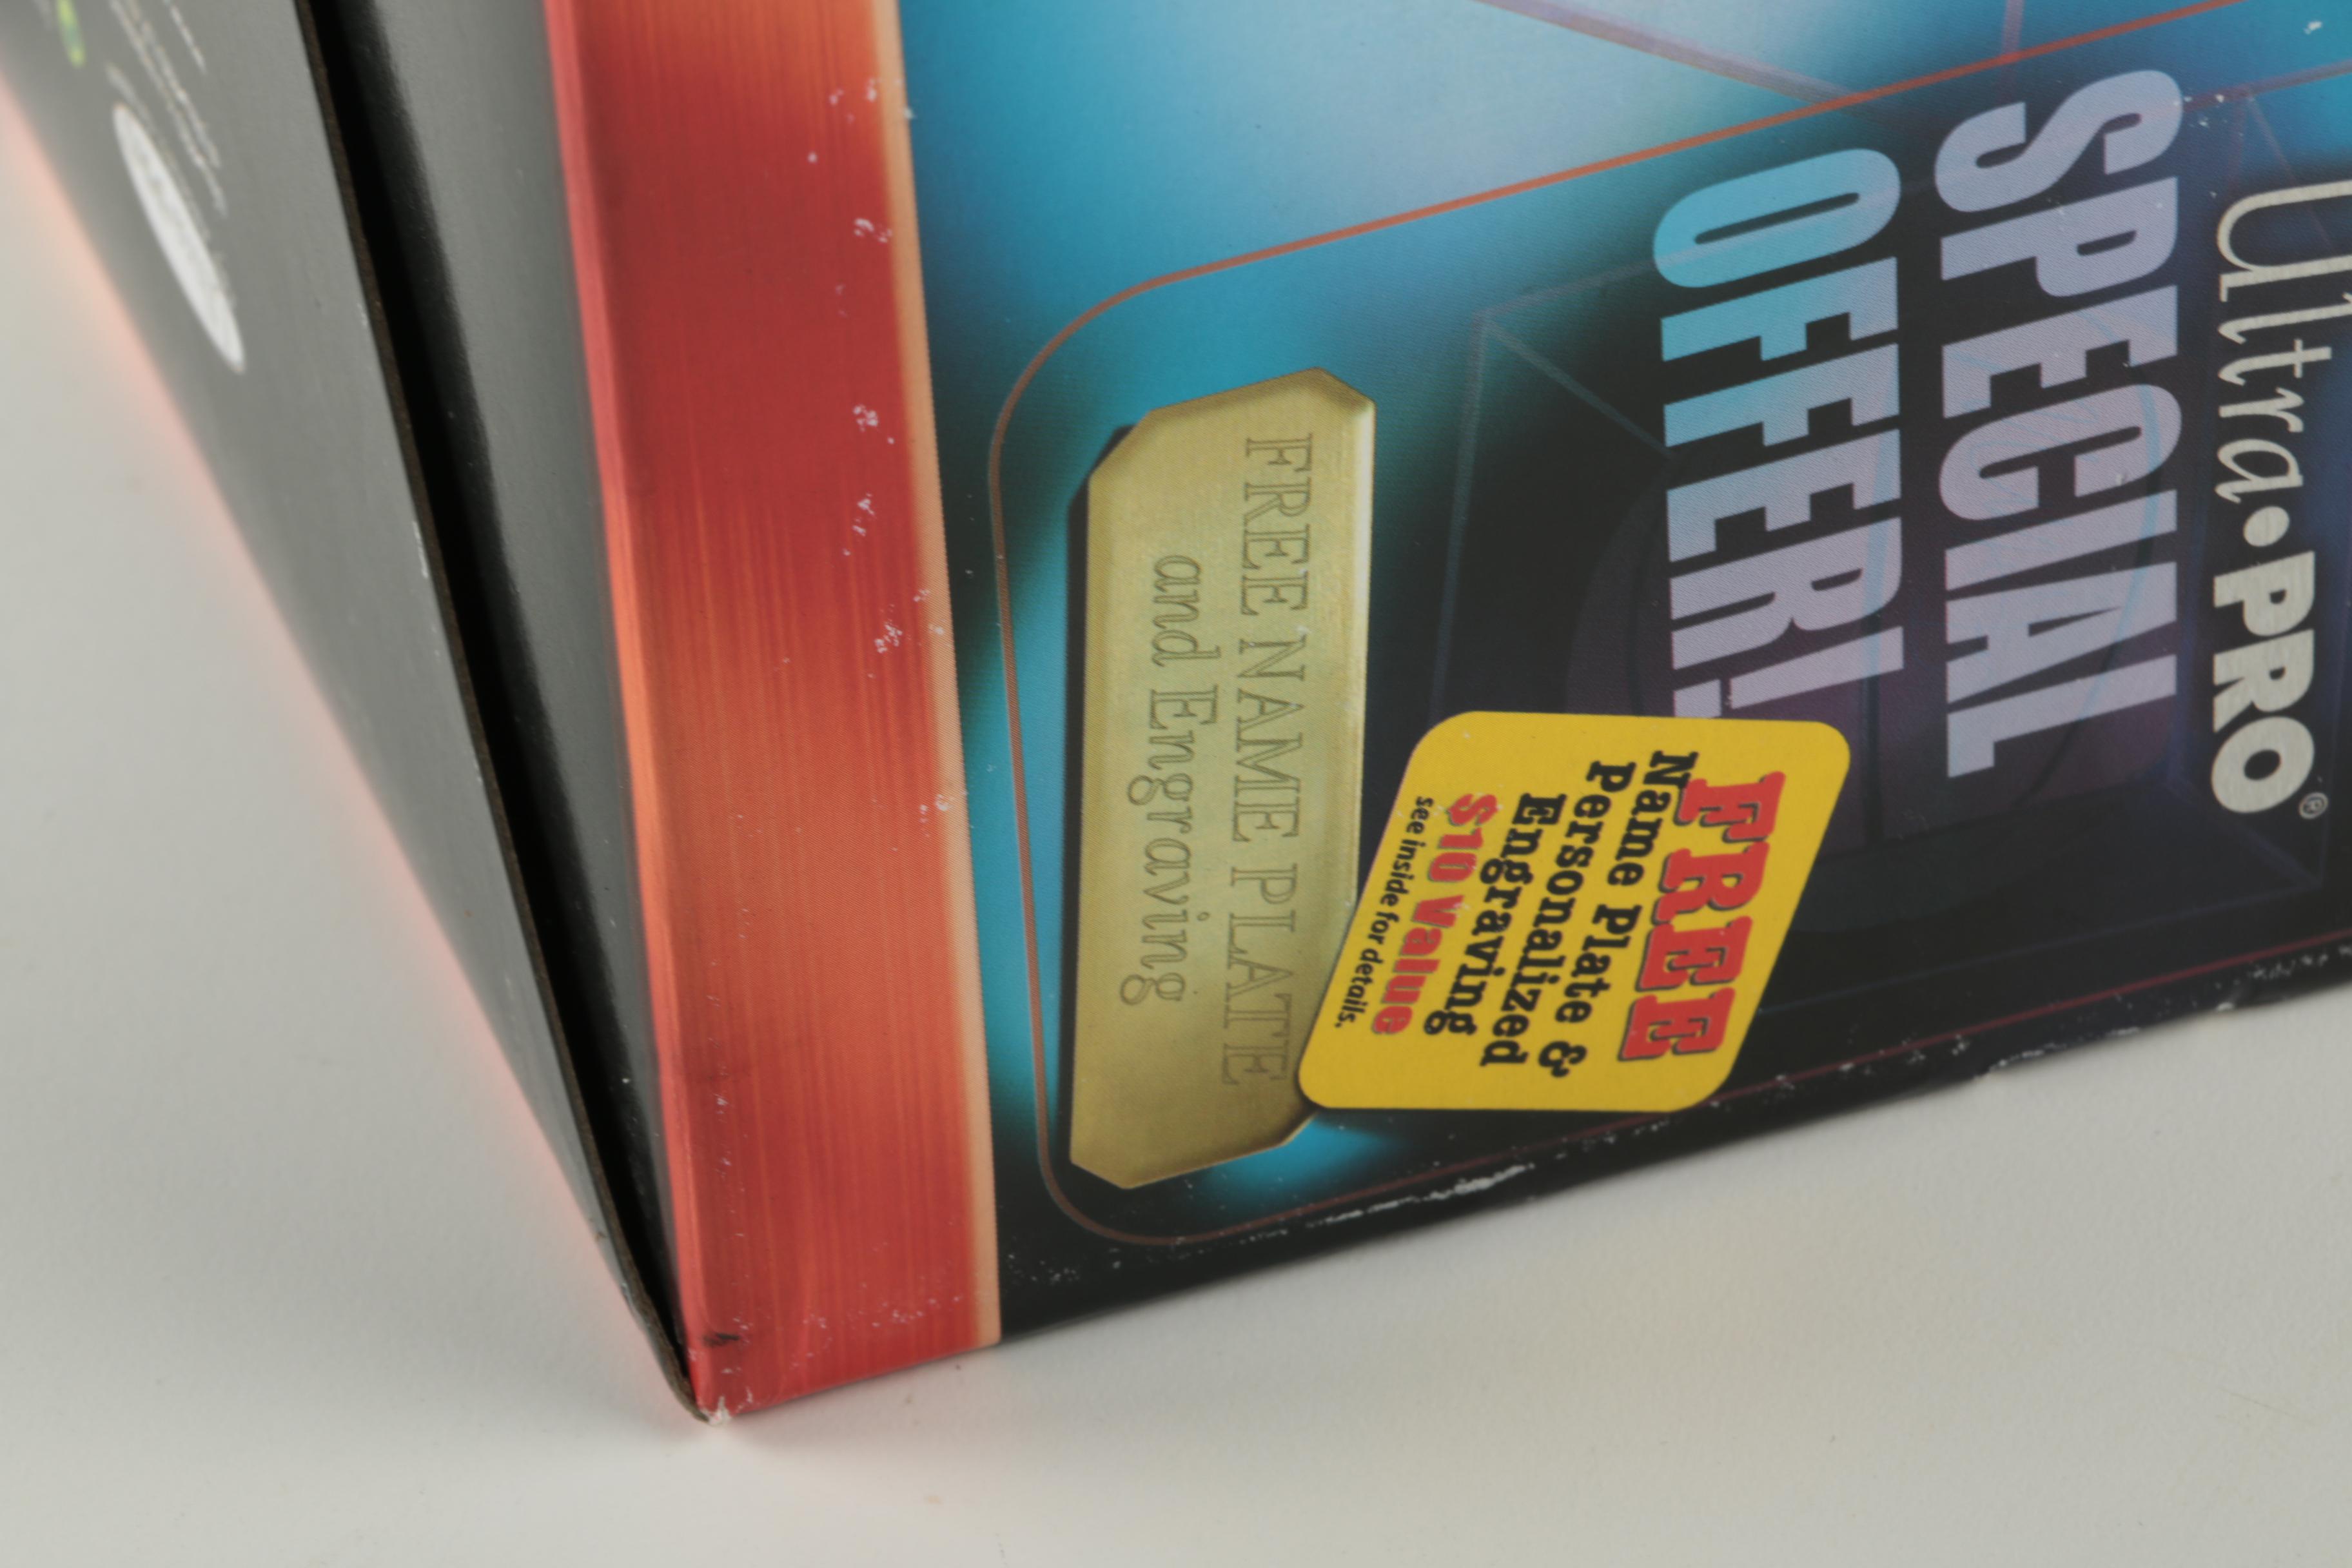 Ultra•PRO®
SPECIAL
OFFER!
FREE
Name Plate &
Personalized
Engraving
$10 Value
see inside for details.
FREE NAME PLATE
and Engraving